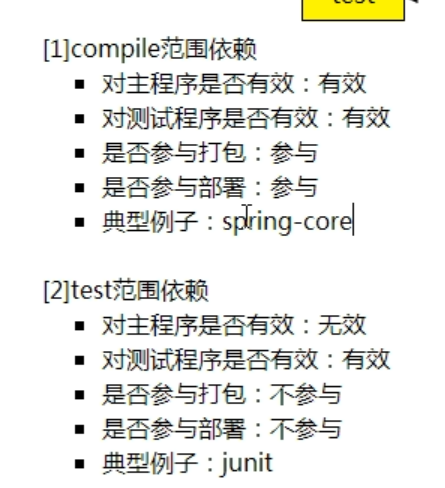 test
[1]compile范围依赖
▪ 对主程序是否有效：有效
▪ 对测试程序是否有效：有效
▪ 是否参与打包：参与
▪ 是否参与部署：参与
▪ 典型例子：spring-core
[2]test范围依赖
▪ 对主程序是否有效：无效
▪ 对测试程序是否有效：有效
▪ 是否参与打包：不参与
▪ 是否参与部署：不参与
▪ 典型例子：junit